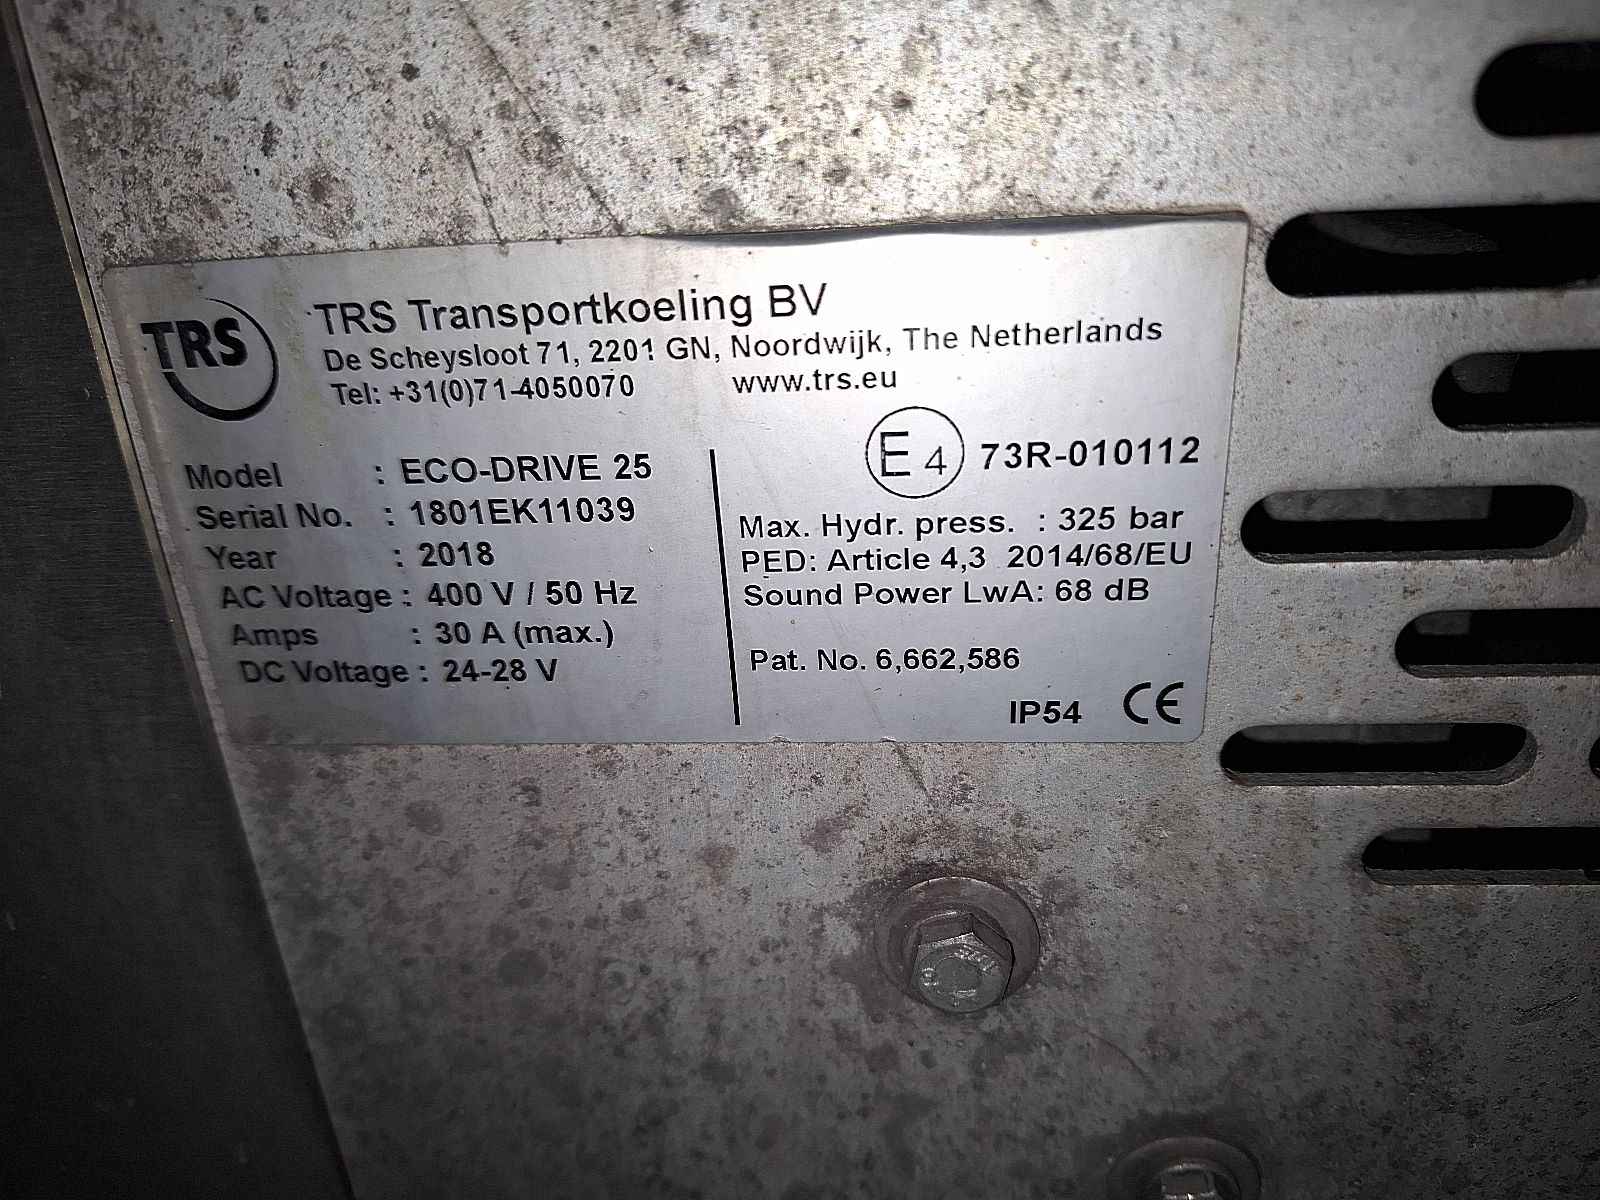 TRS
TRS Transportkoeling BV
De Scheysloot 71, 2201 GN, Noordwijk, The Netherlands
Tel: +31(0)71-4050070 www.trs.eu
Model : ECO-DRIVE 25
Serial No. : 1801EK11039
Year : 2018
AC Voltage : 400 V / 50 Hz
Amps : 30 A (max.)
DC Voltage : 24-28 V
E4 73R-010112
Max. Hydr. press. : 325 bar
PED: Article 4,3 2014/68/EU
Sound Power LwA: 68 dB
Pat. No. 6,662,586
IP54 CE